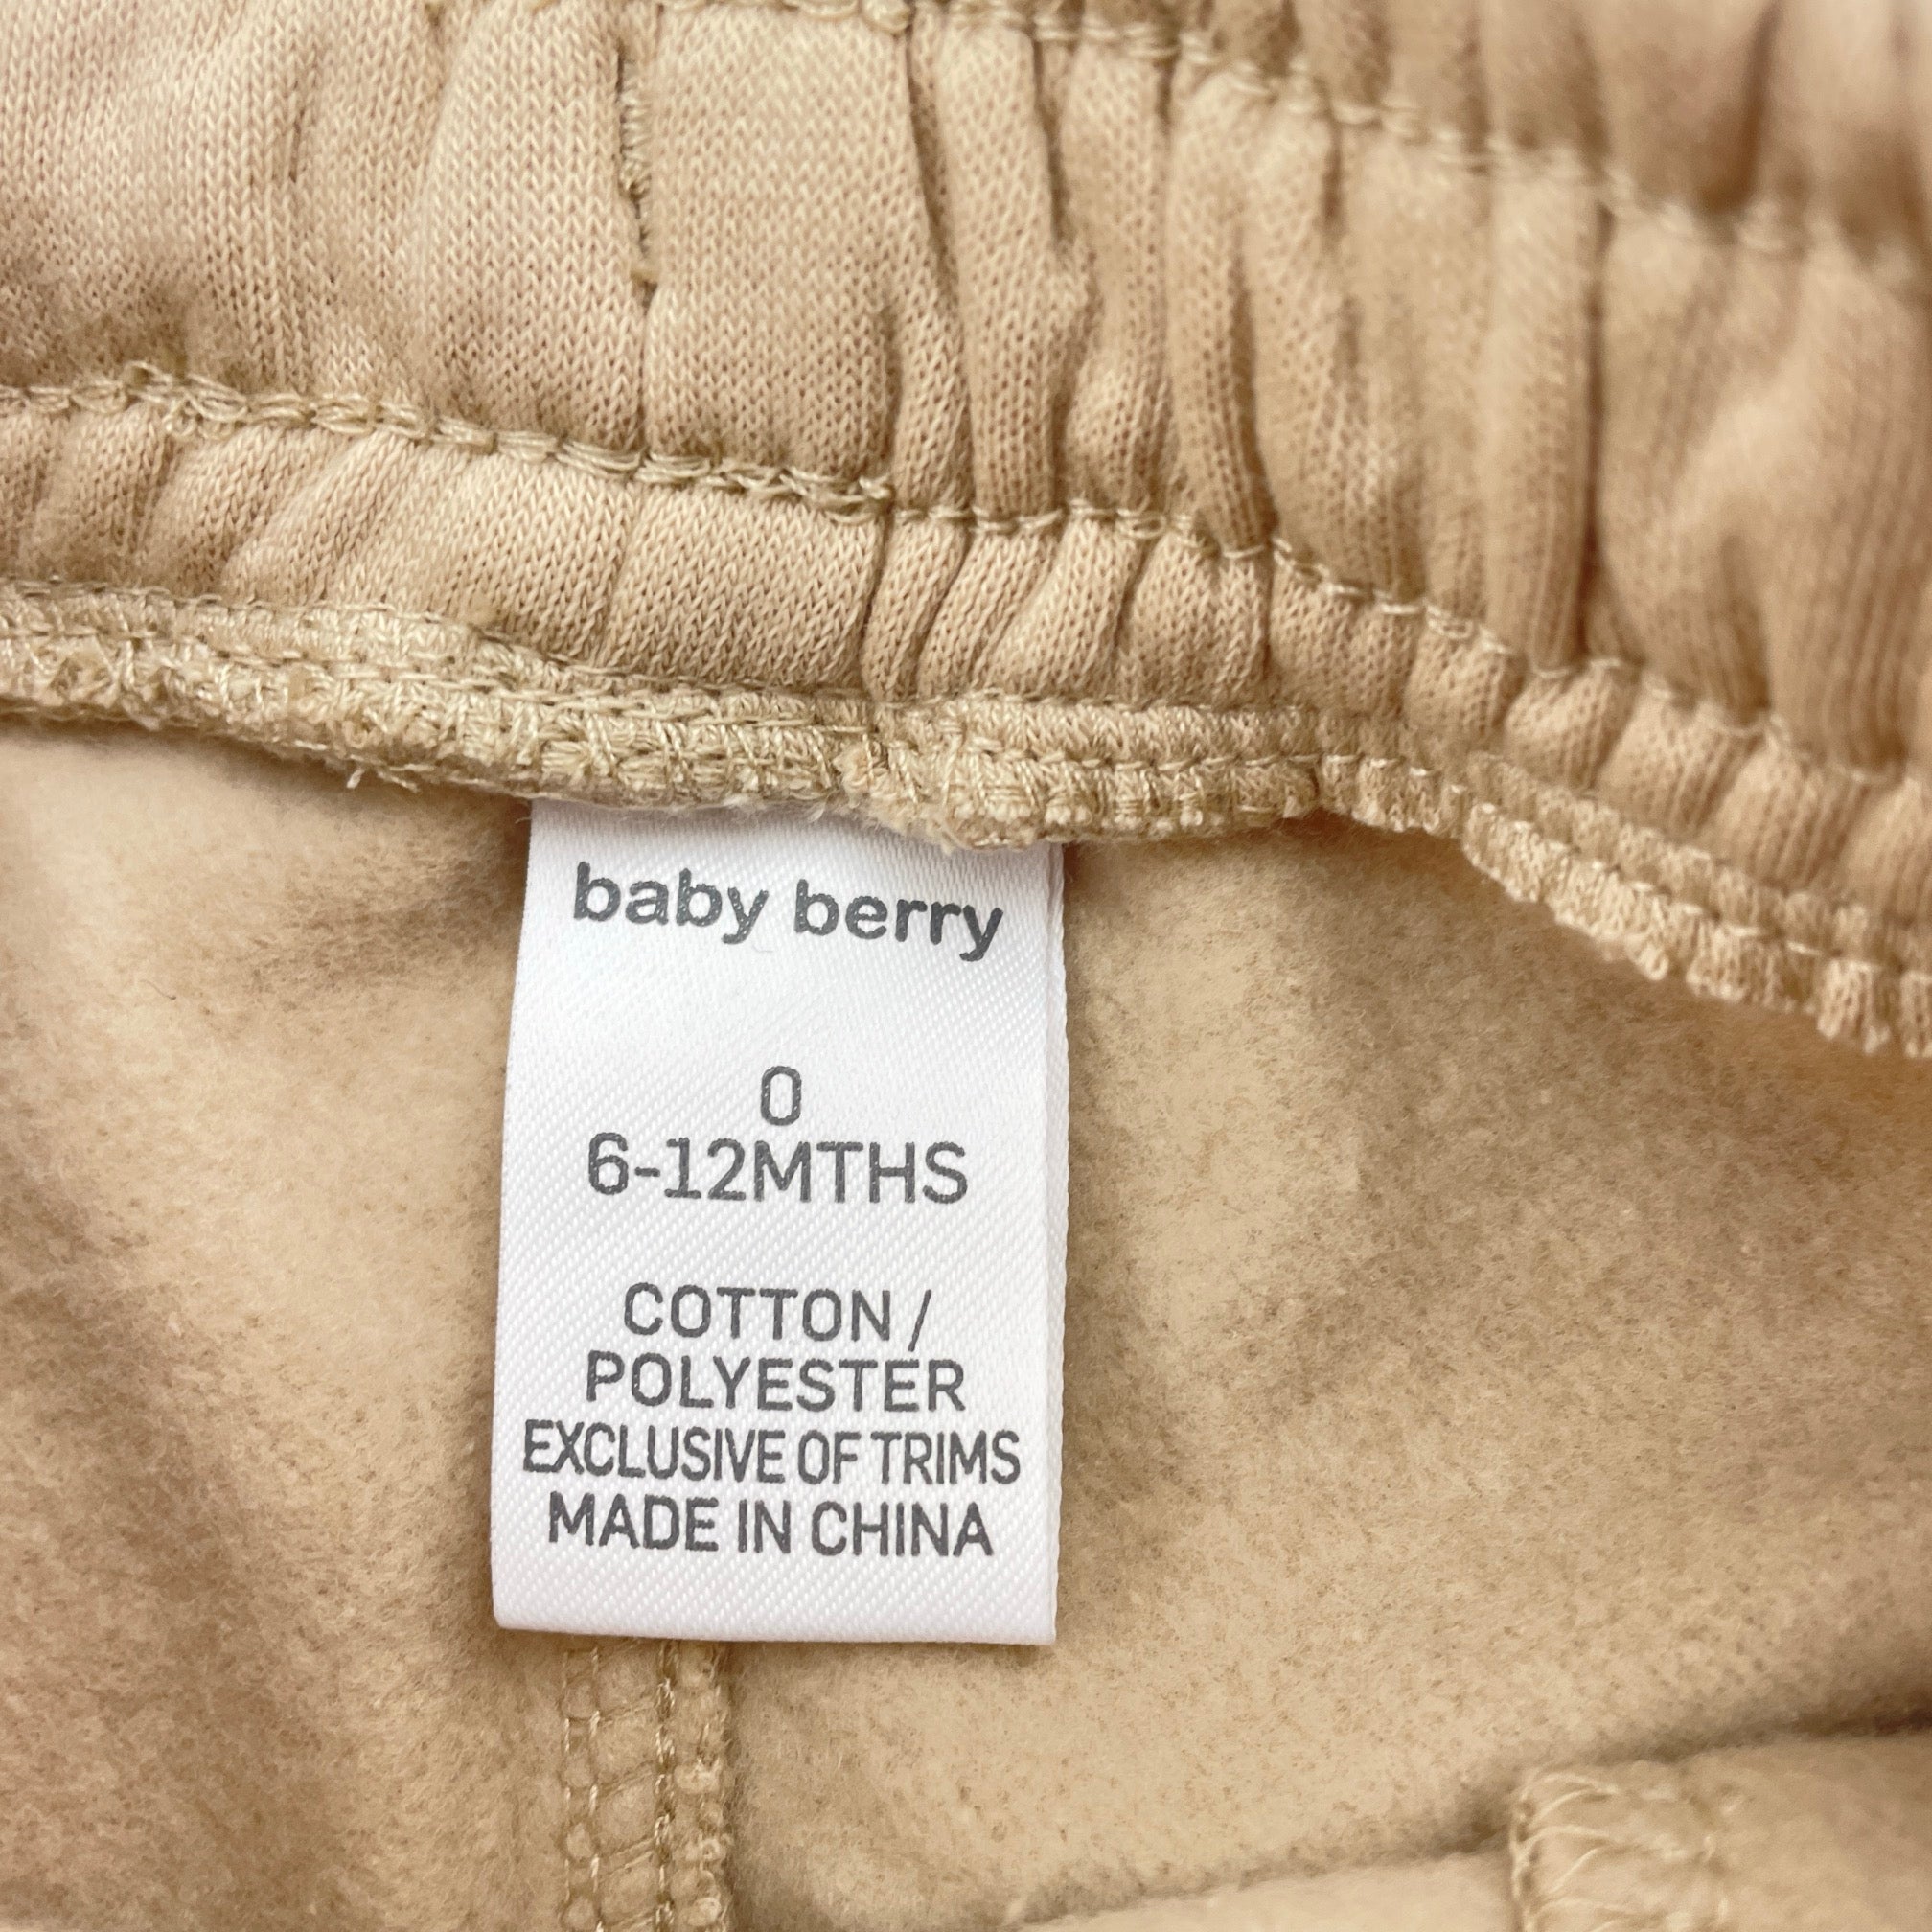 baby berry
0
6-12MTHS
COTTON /
POLYESTER
EXCLUSIVE OF TRIMS
MADE IN CHINA